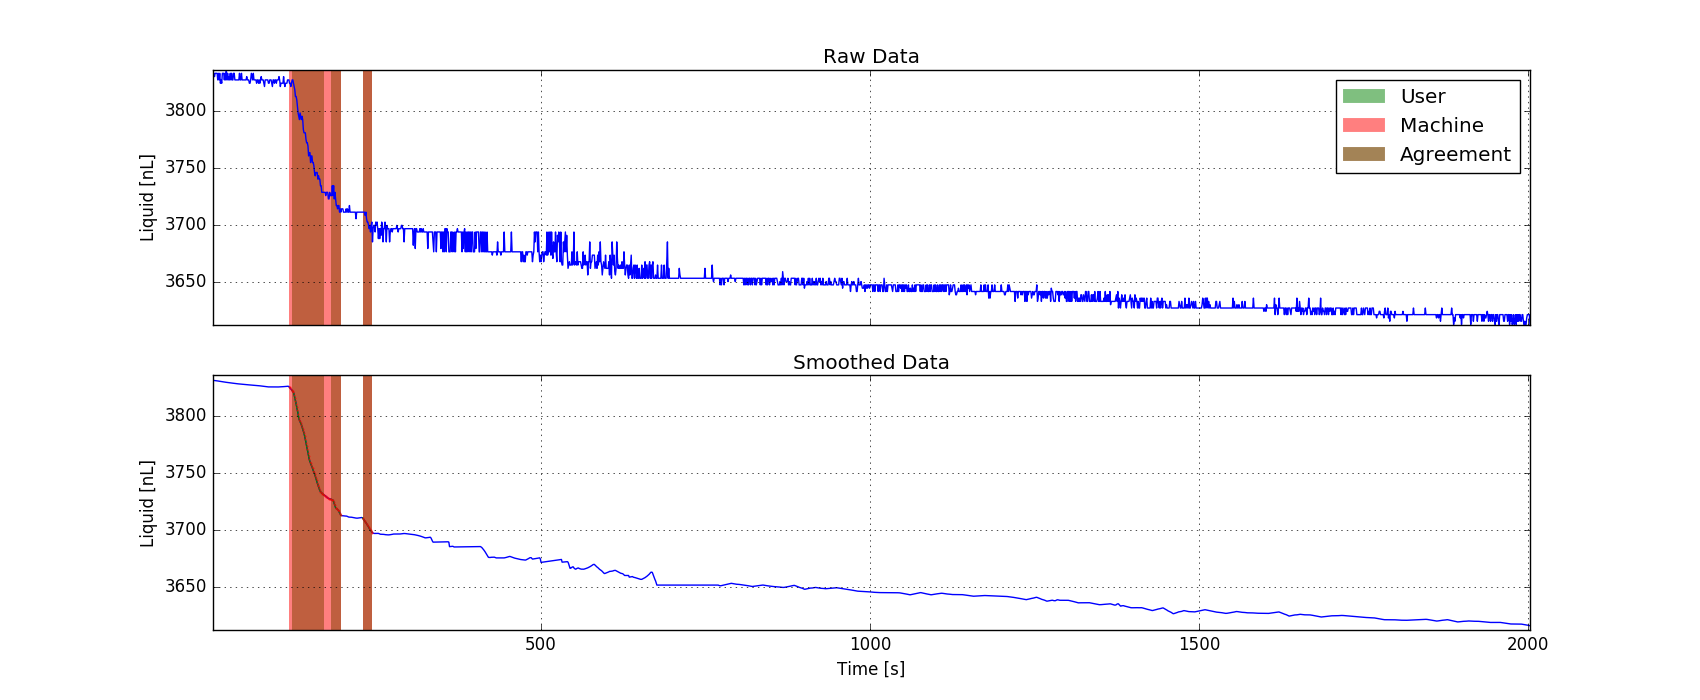 Raw Data
3800
3750
3700
3650
Liquid [nL]
User
Machine
Agreement
Smoothed Data
3800
3750
3700
3650
Liquid [nL]
500
1000
1500
2000
Time [s]